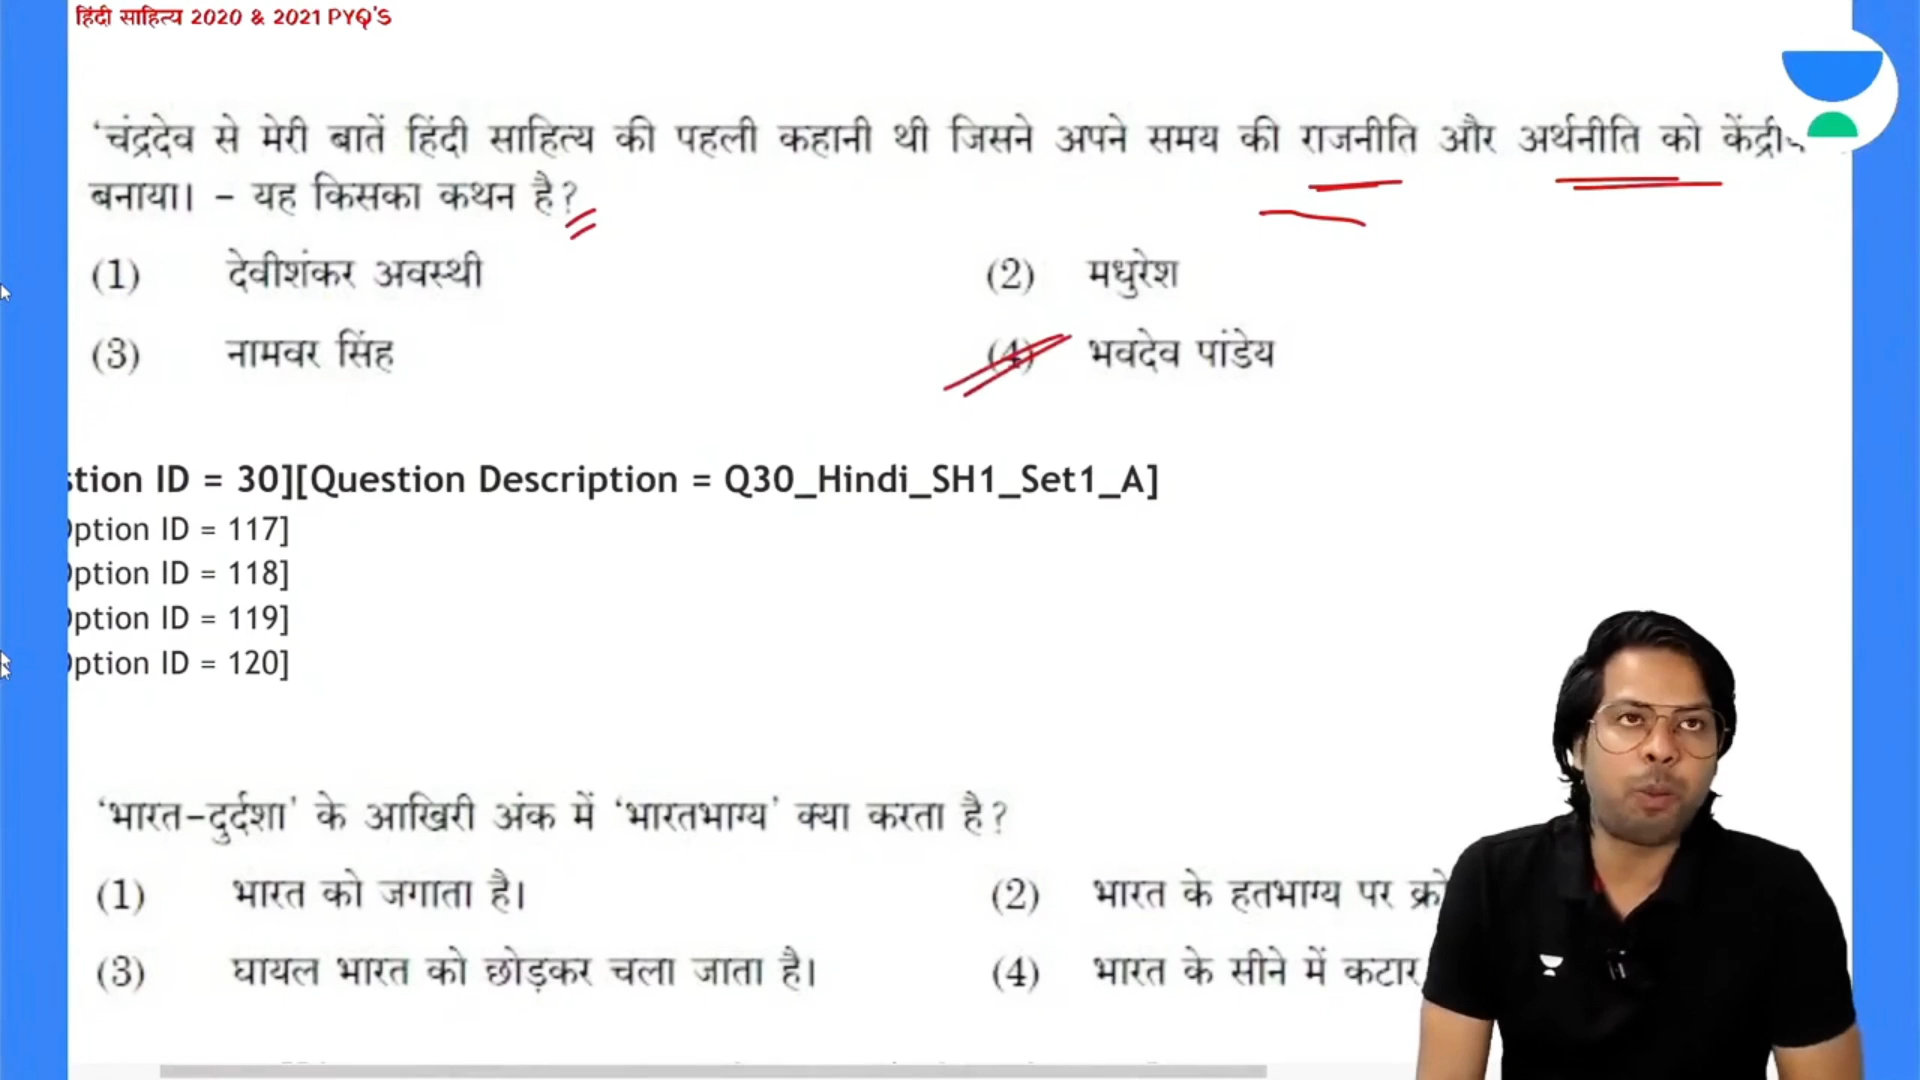 हिंदी साहित्य 2020 & 2021 PYQ'S
'चंद्रदेव से मेरी बातें हिंदी साहित्य की पहली कहानी थी जिसने अपने समय की राजनीति और अर्थनीति को
बनाया। – यह किसका कथन है?
(1) देवीशंकर अवस्थी (2) मधुरेश
(3) नामवर सिंह (4) भवदेव पांडेय
stion ID = 30][Question Description = Q30_Hindi_SH1_Set1_A]
ption ID = 117]
ption ID = 118]
ption ID = 119]
ption ID = 120]
'भारत-दुर्दशा' के आखिरी अंक में 'भारतभाग्य' क्या करता है?
(1) भारत को जगाता है। (2) भारत के हतभाग्य पर
(3) घायल भारत को छोड़कर चला जाता है। (4) भारत के सीने में कटार